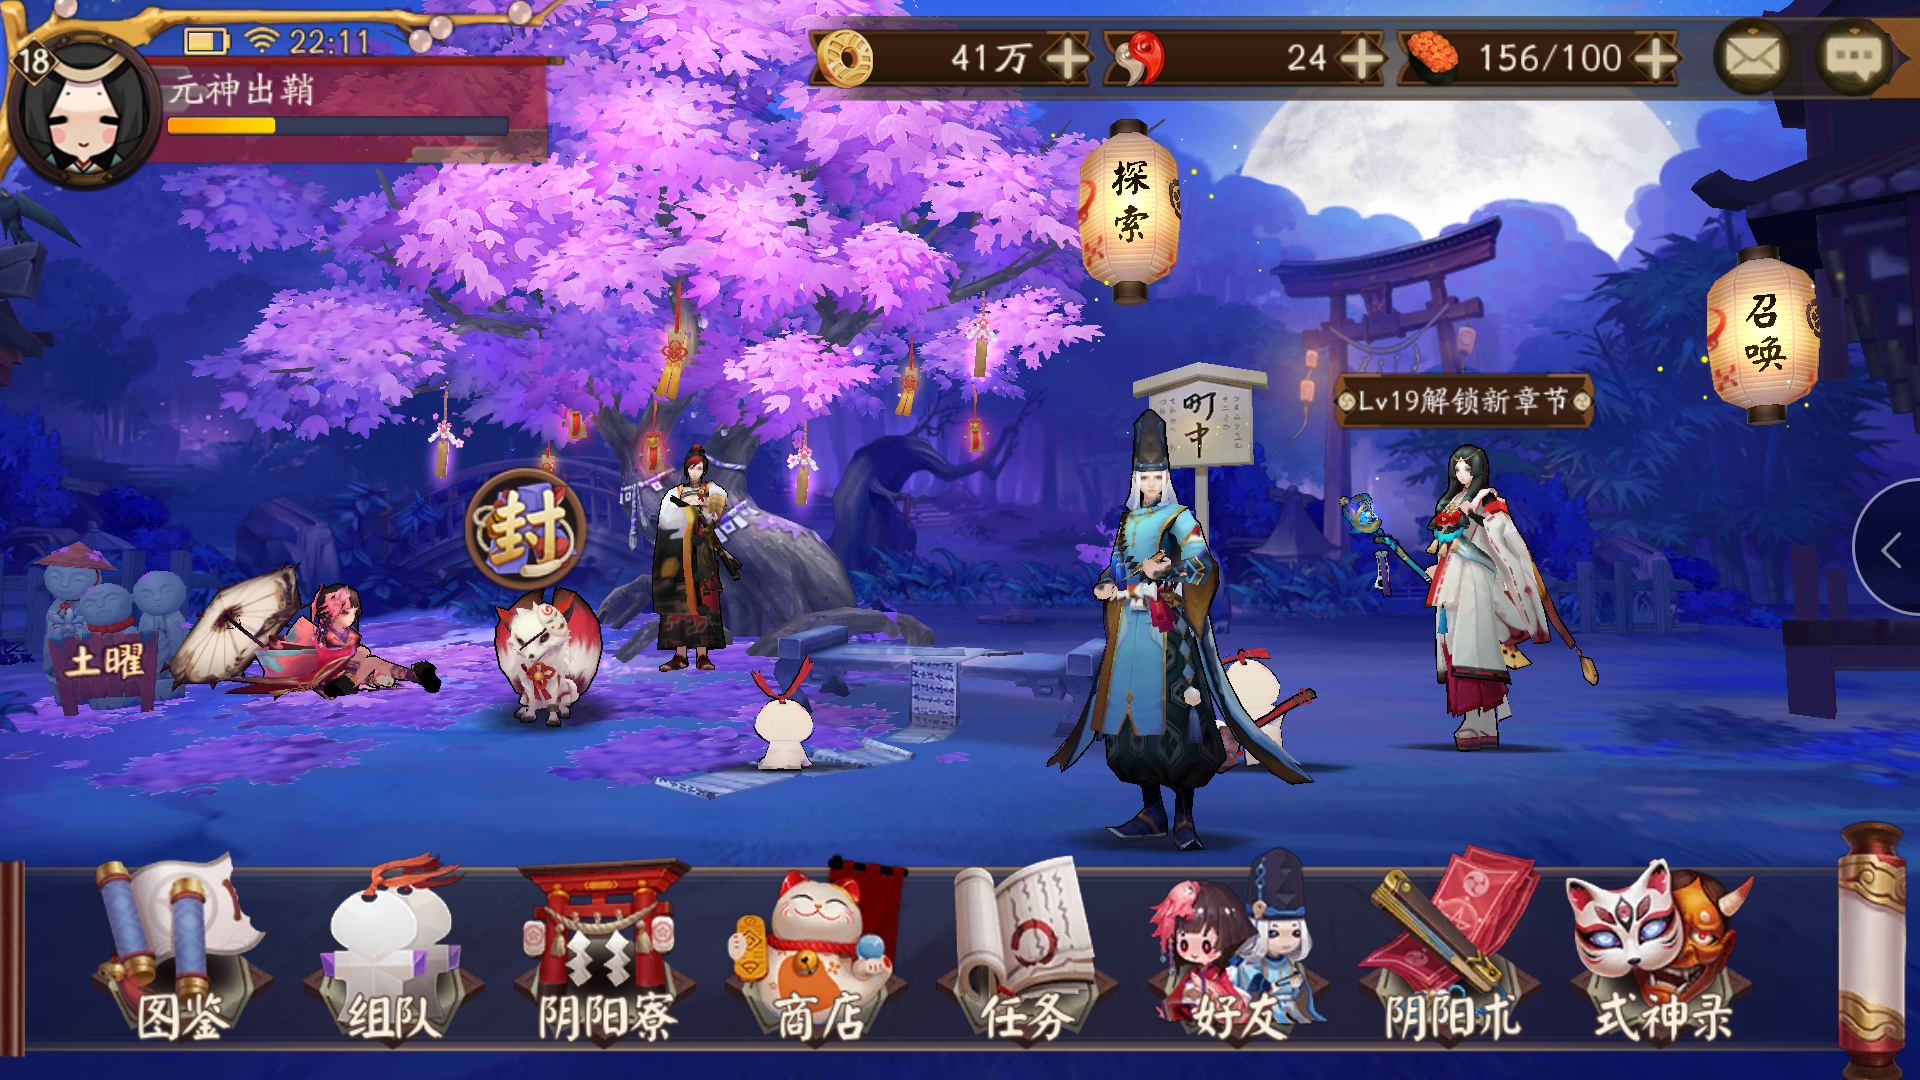 22:11
18
元神出鞘
41万
24
156/100
探索
召唤
町中
Lv19解锁新章节
封
土曜
图鉴
组队
阴阳寮
商店
任务
好友
阴阳术
式神录